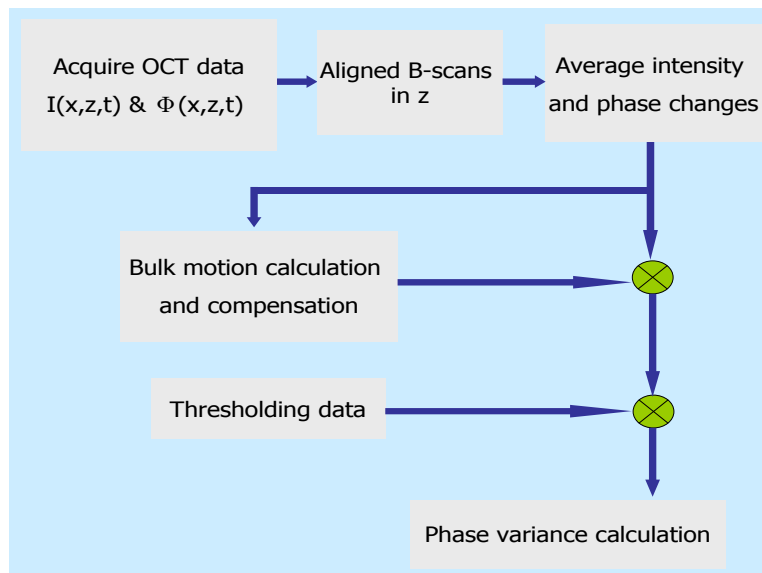 Acquire OCT data
I(x,z,t) & Φ(x,z,t)
Aligned B-scans
in z
Average intensity
and phase changes
Bulk motion calculation
and compensation
Thresholding data
Phase variance calculation